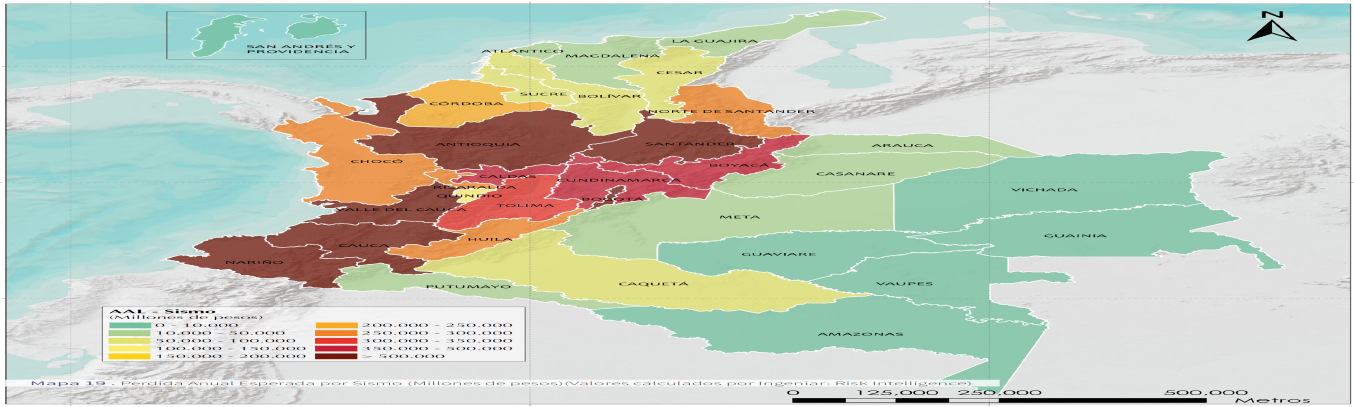 N
SAN ANDRÉS Y
PROVIDENCIA
LA GUAJIRA
ATLÁNTICO
MAGDALENA
CESAR
SUCRE
BOLÍVAR
CÓRDOBA
NORTE DE SANTANDER
ANTIOQUIA
SANTANDER
ARAUCA
CHOCÓ
BOYACÁ
CASANARE
CALDAS
CUNDINAMARCA
RISARALDA
VICHADA
QUINDÍO
BOGOTÁ
TOLIMA
VALLE DEL CAUCA
META
GUAINIA
HUILA
CAUCA
GUAVIARE
NARIÑO
PUTUMAYO
CAQUETÁ
VAUPES
AMAZONAS
AAL - Sismo
(Millones de pesos)
0 - 10.000
10.000 - 50.000
50.000 - 100.000
100.000 - 150.000
150.000 - 200.000
200.000 - 250.000
250.000 - 300.000
300.000 - 350.000
350.000 - 500.000
> 500.000
Mapa 19. Pérdida Anual Esperada por Sismo (Millones de pesos)(Valores calculados por Ingeniar: Risk Intelligence)
0 125,000 250,000 500,000
Metros